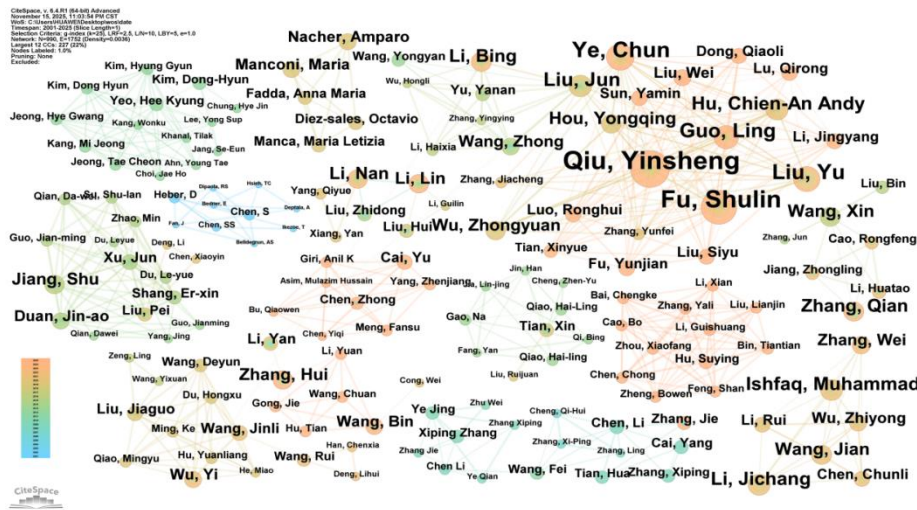 CiteSpace, v. 6.4.R1 (64-bit) Advanced
November 15, 2025, 11:03:54 PM CST
WoS: C:\Users\HUAWEI\Desktop\wos\date
Timespan: 2001-2025 (Slice Length=1)
Selection Criteria: g-index (k=25), LRF=2.5, L/N=10, LBY=5, e=1.0
Network: N=990, E=1752 (Density=0.0036)
Largest 12 CCs: 227 (22%)
Nodes Labeled: 1.0%
Pruning: None
Excluded:
Nacher, Amparo
Manconi, Maria
Fadda, Anna Maria
Diez-sales, Octavio
Manca, Maria Letizia
Kim, Hyung Gyun
Kim, Dong Hyun
Kim, Dong-Hyun
Yeo, Hee Kyung
Chung, Hye Jin
Jeong, Hye Gwang
Kang, Wonku
Lee, Yong Sup
Kang, Mi Jeong
Khanal, Tilak
Jang, Se-Eun
Jeong, Tae Cheon
Ahn, Young Tae
Choi, Jae Ho
Wang, Yongyan
Li, Bing
Wu, Hongli
Yu, Yanan
Zhang, Yingying
Li, Haixia
Wang, Zhong
Ye, Chun
Liu, Jun
Liu, Wei
Sun, Yamin
Dong, Qiaoli
Lu, Qirong
Hou, Yongqing
Hu, Chien-An Andy
Guo, Ling
Li, Jingyang
Qiu, Yinsheng
Liu, Yu
Fu, Shulin
Liu, Bin
Wang, Xin
Zhang, Jun
Cao, Rongfeng
Jiang, Zhongling
Li, Huatao
Zhang, Qian
Zhang, Wei
Li, Nan
Li, Lin
Zhang, Jiacheng
Yang, Qiyue
Li, Guilin
Liu, Zhidong
Xiang, Yan
Liu, Hui
Wu, Zhongyuan
Luo, Ronghui
Zhang, Yunfei
Tian, Xinyue
Liu, Siyu
Fu, Yunjian
Qian, Da-wei
Su, Shu-lan
Heber, D
Dipaola, RS
Hsieh, TC
Chen, S
Chen, SS
Fan, J
Belldegrun, AS
Zhao, Min
Guo, Jian-ming
Du, Leyue
Deng, Li
Xu, Jun
Chen, Xiaoyin
Jiang, Shu
Du, Le-yue
Shang, Er-xin
Duan, Jin-ao
Liu, Pei
Guo, Jianming
Qian, Dawei
Yang, Jing
Giri, Anil K
Cai, Yu
Asim, Mulazim Hussain
Yang, Zhenjiang
Chen, Zhong
Bu, Qiaowen
Meng, Fansu
Chen, Yiqi
Li, Yan
Li, Yuan
Jin, Han
Cheng, Zhen-Yu
Gao, Na
Qiao, Hai-Ling
Tian, Xin
Qi, Bing
Fang, Yan
Qiao, Hai-ling
Liu, Ruijuan
Cong, Wei
Li, Xian
Bai, Chengke
Zhang, Yali
Liu, Lianjin
Cao, Bo
Li, Guishuang
Zhou, Xiaofang
Bin, Tiantian
Hu, Suying
Chen, Chong
Zheng, Bowen
Feng, Shan
Zeng, Ling
Wang, Deyun
Wang, Yixuan
Du, Hongxu
Liu, Jiaguo
Ming, Ke
Wang, Jinli
Hu, Yuanliang
Qiao, Mingyu
He, Miao
Wu, Yi
Zhang, Hui
Wang, Chuan
Gong, Jie
Hu, Tian
Wang, Bin
Han, Chenxia
Wang, Rui
Deng, Lihui
Ye Jing
Zhu Wei
Xiping Zhang
Zhang Xiping
Zhang Jie
Chen Li
Ye Qian
Cheng, Qi-Hui
Chen, Li
Zhang, Jie
Zhang, Xi-Ping
Zhang, Ling
Cai, Yang
Wang, Fei
Tian, Hua
Zhang, Xiping
Ishfaq, Muhammad
Li, Rui
Wu, Zhiyong
Wang, Jian
Li, Jichang
Chen, Chunli
CiteSpace